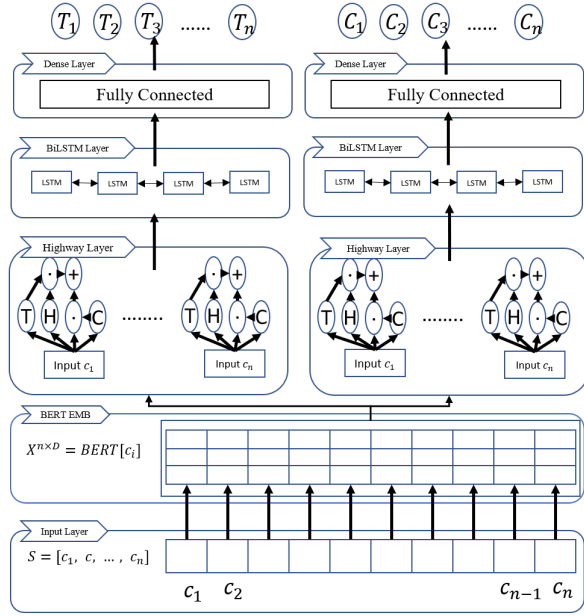 T1 T2 T3 ...... Tn
C1 C2 C3 ...... Cn
Dense Layer
Dense Layer
Fully Connected
Fully Connected
BiLSTM Layer
BiLSTM Layer
LSTM LSTM LSTM LSTM
LSTM LSTM LSTM LSTM
Highway Layer
Highway Layer
· +
· +
· +
· +
T H · C ........ T H · C
T H · C ........ T H · C
Input c1
Input cn
Input c1
Input cn
BERT EMB
X^{n×D} = BERT[ci]
Input Layer
S = [c1, c, … , cn]
c1 c2 cn−1 cn